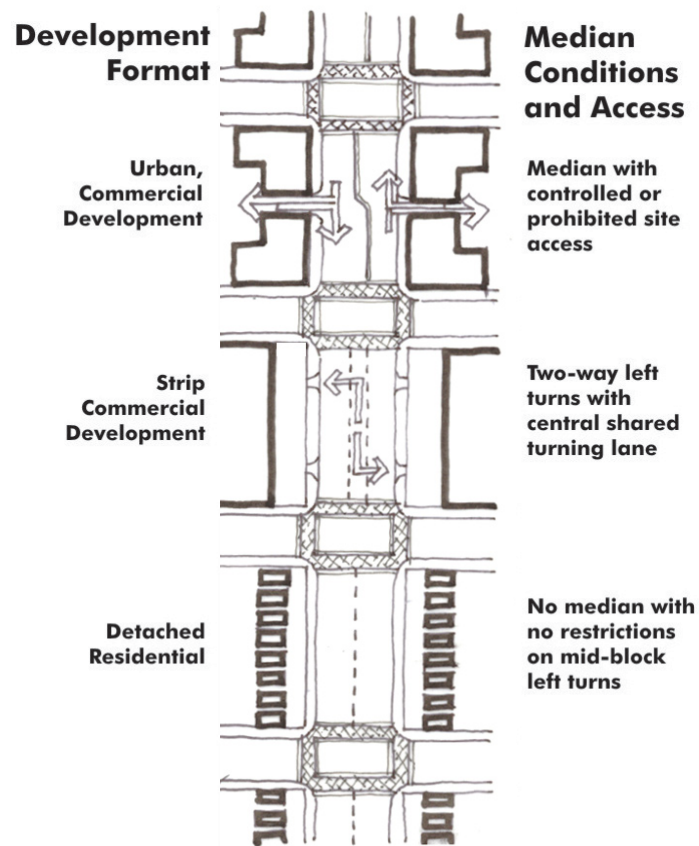 Development
Format
Median
Conditions
and Access
Urban,
Commercial
Development
Median with
controlled or
prohibited site
access
Strip
Commercial
Development
Two-way left
turns with
central shared
turning lane
Detached
Residential
No median with
no restrictions
on mid-block
left turns